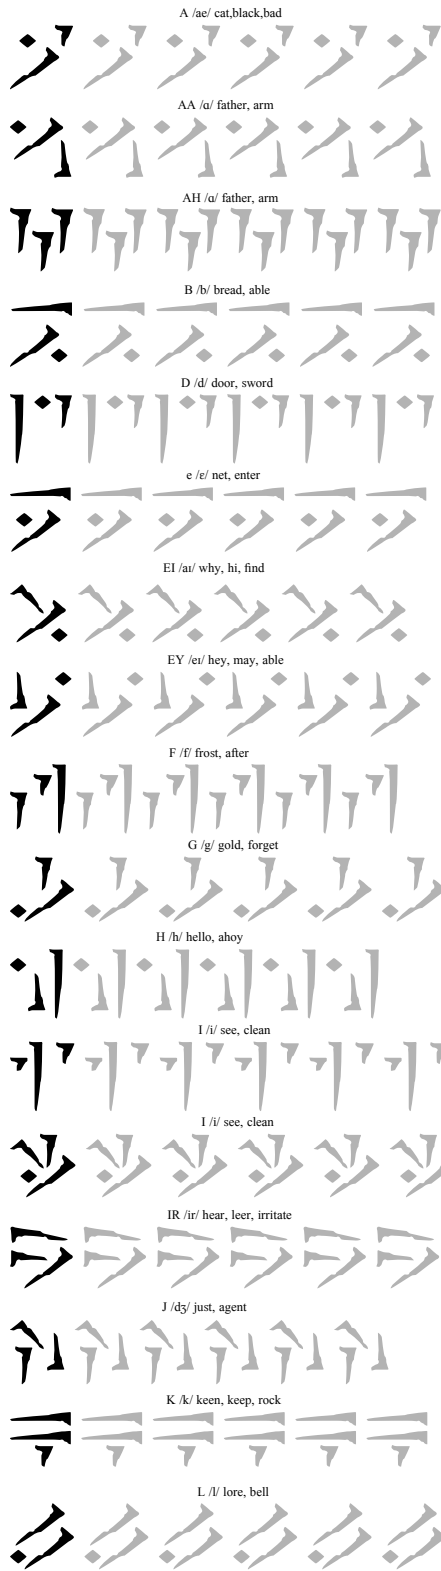 A /ae/ cat,black,bad
AA /ɑ/ father, arm
AH /ɑ/ father, arm
B /b/ bread, able
D /d/ door, sword
e /ɛ/ net, enter
EI /aɪ/ why, hi, find
EY /eɪ/ hey, may, able
F /f/ frost, after
G /g/ gold, forget
H /h/ hello, ahoy
I /i/ see, clean
I /i/ see, clean
IR /ir/ hear, leer, irritate
J /dʒ/ just, agent
K /k/ keen, keep, rock
L /l/ lore, bell